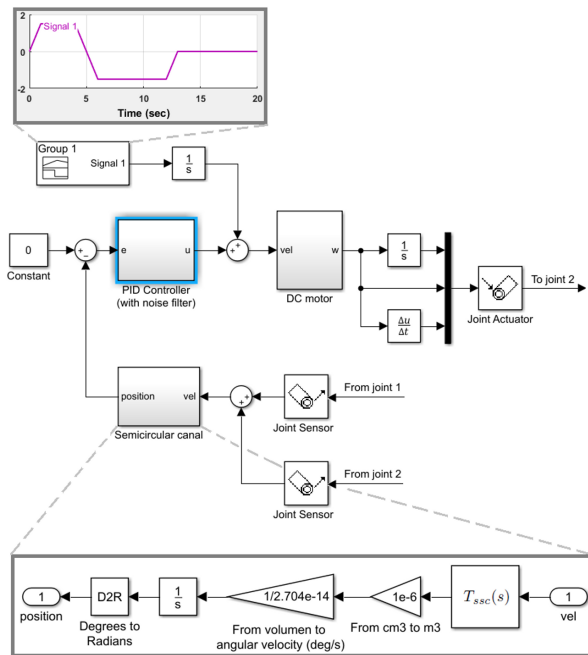 2
Signal 1
0
-2
0
5
10
15
20
Time (sec)
Group 1
Signal 1
1
s
0
Constant
+
−
e
u
PID Controller
(with noise filter)
+
+
vel
w
DC motor
1
s
Δu
Δt
Joint Actuator
To joint 2
position
vel
Semicircular canal
+
+
From joint 1
Joint Sensor
From joint 2
Joint Sensor
1
position
D2R
Degrees to
Radians
1
s
1/2.704e-14
From volumen to
angular velocity (deg/s)
1e-6
From cm3 to m3
Tssc(s)
1
vel